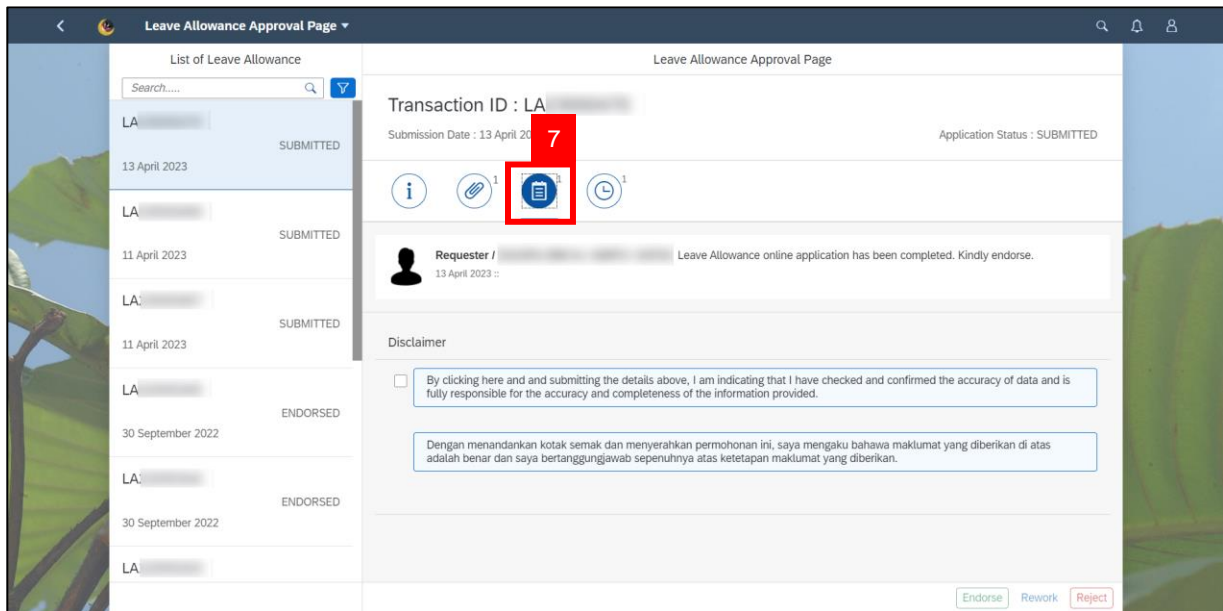 Leave Allowance Approval Page
List of Leave Allowance
Search.....
LA
SUBMITTED
13 April 2023
LA
SUBMITTED
11 April 2023
LA
SUBMITTED
11 April 2023
LA
ENDORSED
30 September 2022
LA
ENDORSED
30 September 2022
LA
Leave Allowance Approval Page
Transaction ID : LA
Submission Date : 13 April 20
Application Status : SUBMITTED
7
1
1
1
Requester / Leave Allowance online application has been completed. Kindly endorse.
13 April 2023 ::
Disclaimer
By clicking here and and submitting the details above, I am indicating that I have checked and confirmed the accuracy of data and is
fully responsible for the accuracy and completeness of the information provided.
Dengan menandankan kotak semak dan menyerahkan permohonan ini, saya mengaku bahawa maklumat yang diberikan di atas
adalah benar dan saya bertanggungjawab sepenuhnya atas ketetapan maklumat yang diberikan.
Endorse Rework Reject